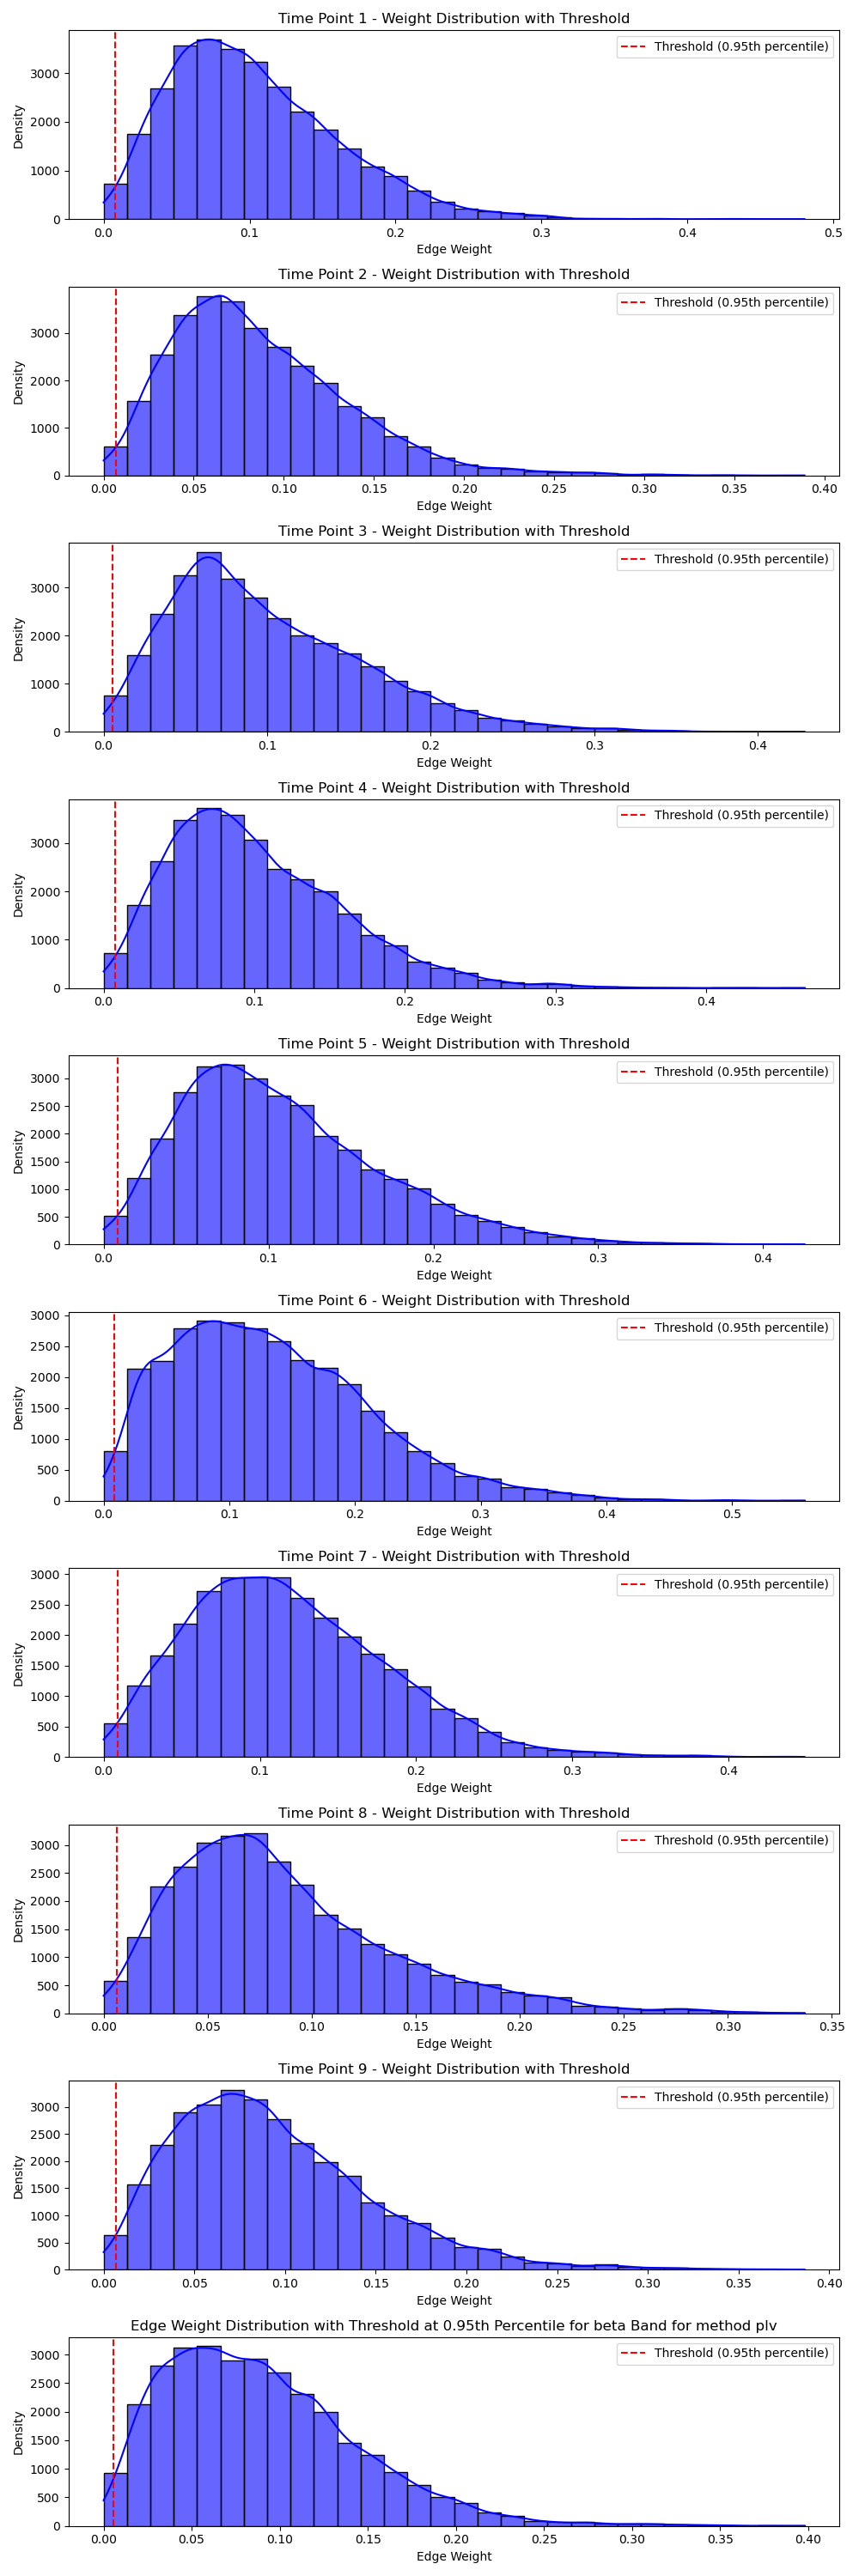 Time Point 1 - Weight Distribution with Threshold
Threshold (0.95th percentile)
Density
3000
2000
1000
0
0.0 0.1 0.2 0.3 0.4 0.5
Edge Weight
Time Point 2 - Weight Distribution with Threshold
Threshold (0.95th percentile)
Density
3000
2000
1000
0
0.00 0.05 0.10 0.15 0.20 0.25 0.30 0.35 0.40
Edge Weight
Time Point 3 - Weight Distribution with Threshold
Threshold (0.95th percentile)
Density
3000
2000
1000
0
0.0 0.1 0.2 0.3 0.4
Edge Weight
Time Point 4 - Weight Distribution with Threshold
Threshold (0.95th percentile)
Density
3000
2000
1000
0
0.0 0.1 0.2 0.3 0.4
Edge Weight
Time Point 5 - Weight Distribution with Threshold
Threshold (0.95th percentile)
Density
3000
2500
2000
1500
1000
500
0
0.0 0.1 0.2 0.3 0.4
Edge Weight
Time Point 6 - Weight Distribution with Threshold
Threshold (0.95th percentile)
Density
3000
2500
2000
1500
1000
500
0
0.0 0.1 0.2 0.3 0.4 0.5
Edge Weight
Time Point 7 - Weight Distribution with Threshold
Threshold (0.95th percentile)
Density
3000
2500
2000
1500
1000
500
0
0.0 0.1 0.2 0.3 0.4
Edge Weight
Time Point 8 - Weight Distribution with Threshold
Threshold (0.95th percentile)
Density
3000
2500
2000
1500
1000
500
0
0.00 0.05 0.10 0.15 0.20 0.25 0.30 0.35
Edge Weight
Time Point 9 - Weight Distribution with Threshold
Threshold (0.95th percentile)
Density
3000
2500
2000
1500
1000
500
0
0.00 0.05 0.10 0.15 0.20 0.25 0.30 0.35 0.40
Edge Weight
Edge Weight Distribution with Threshold at 0.95th Percentile for beta Band for method plv
Threshold (0.95th percentile)
Density
3000
2500
2000
1500
1000
500
0
0.00 0.05 0.10 0.15 0.20 0.25 0.30 0.35 0.40
Edge Weight